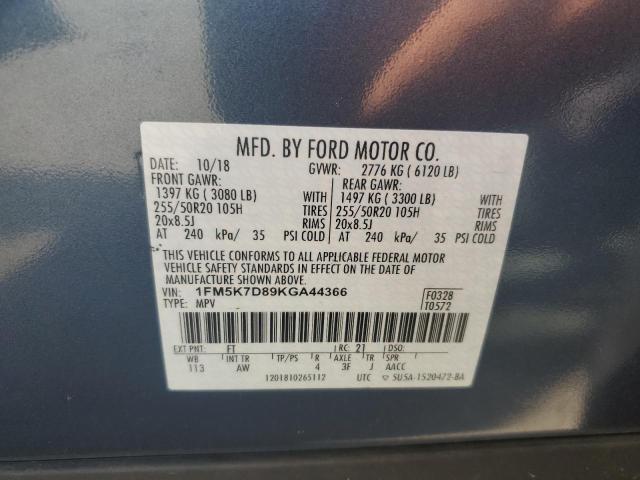 MFD. BY FORD MOTOR CO.
DATE: 10/18 GVWR: 2776 KG ( 6120 LB)
FRONT GAWR: REAR GAWR:
1397 KG ( 3080 LB) WITH 1497 KG ( 3300 LB) WITH
255/50R20 105H TIRES 255/50R20 105H TIRES
20x8.5J RIMS 20x8.5J RIMS
AT 240 kPa/ 35 PSI COLD AT 240 kPa/ 35 PSI COLD
THIS VEHICLE CONFORMS TO ALL APPLICABLE FEDERAL MOTOR
VEHICLE SAFETY STANDARDS IN EFFECT ON THE DATE OF
MANUFACTURE SHOWN ABOVE.
VIN: 1FM5K7D89KGA44366 F0328
TYPE: MPV T0572
EXT PNT: FT RC: 21 DSO:
WB INT TR TP/PS R AXLE TR SPR
113 AW 4 3F J AACC
1201810265112 UTC 5U5A-1520472-BA